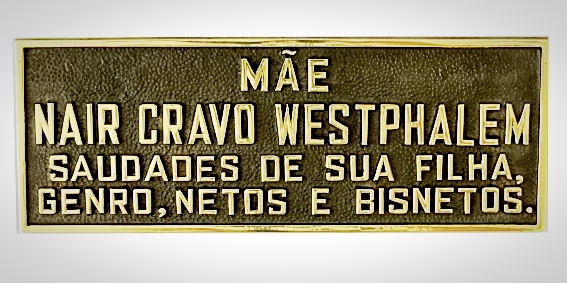 MÃE
NAIR CRAVO WESTPHALEM
SAUDADES DE SUA FILHA,
GENRO, NETOS E BISNETOS.